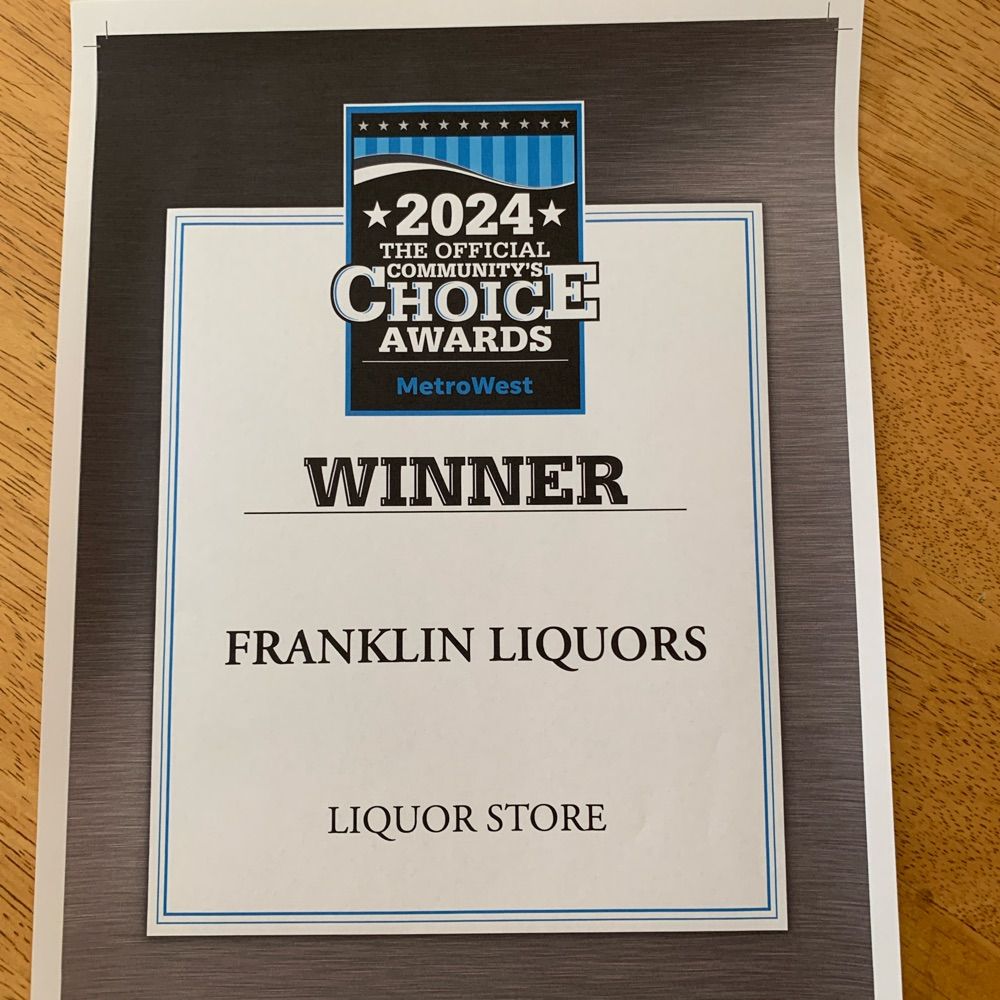 2024
THE OFFICIAL
COMMUNITY'S
CHOICE
AWARDS
MetroWest
WINNER
FRANKLIN LIQUORS
LIQUOR STORE